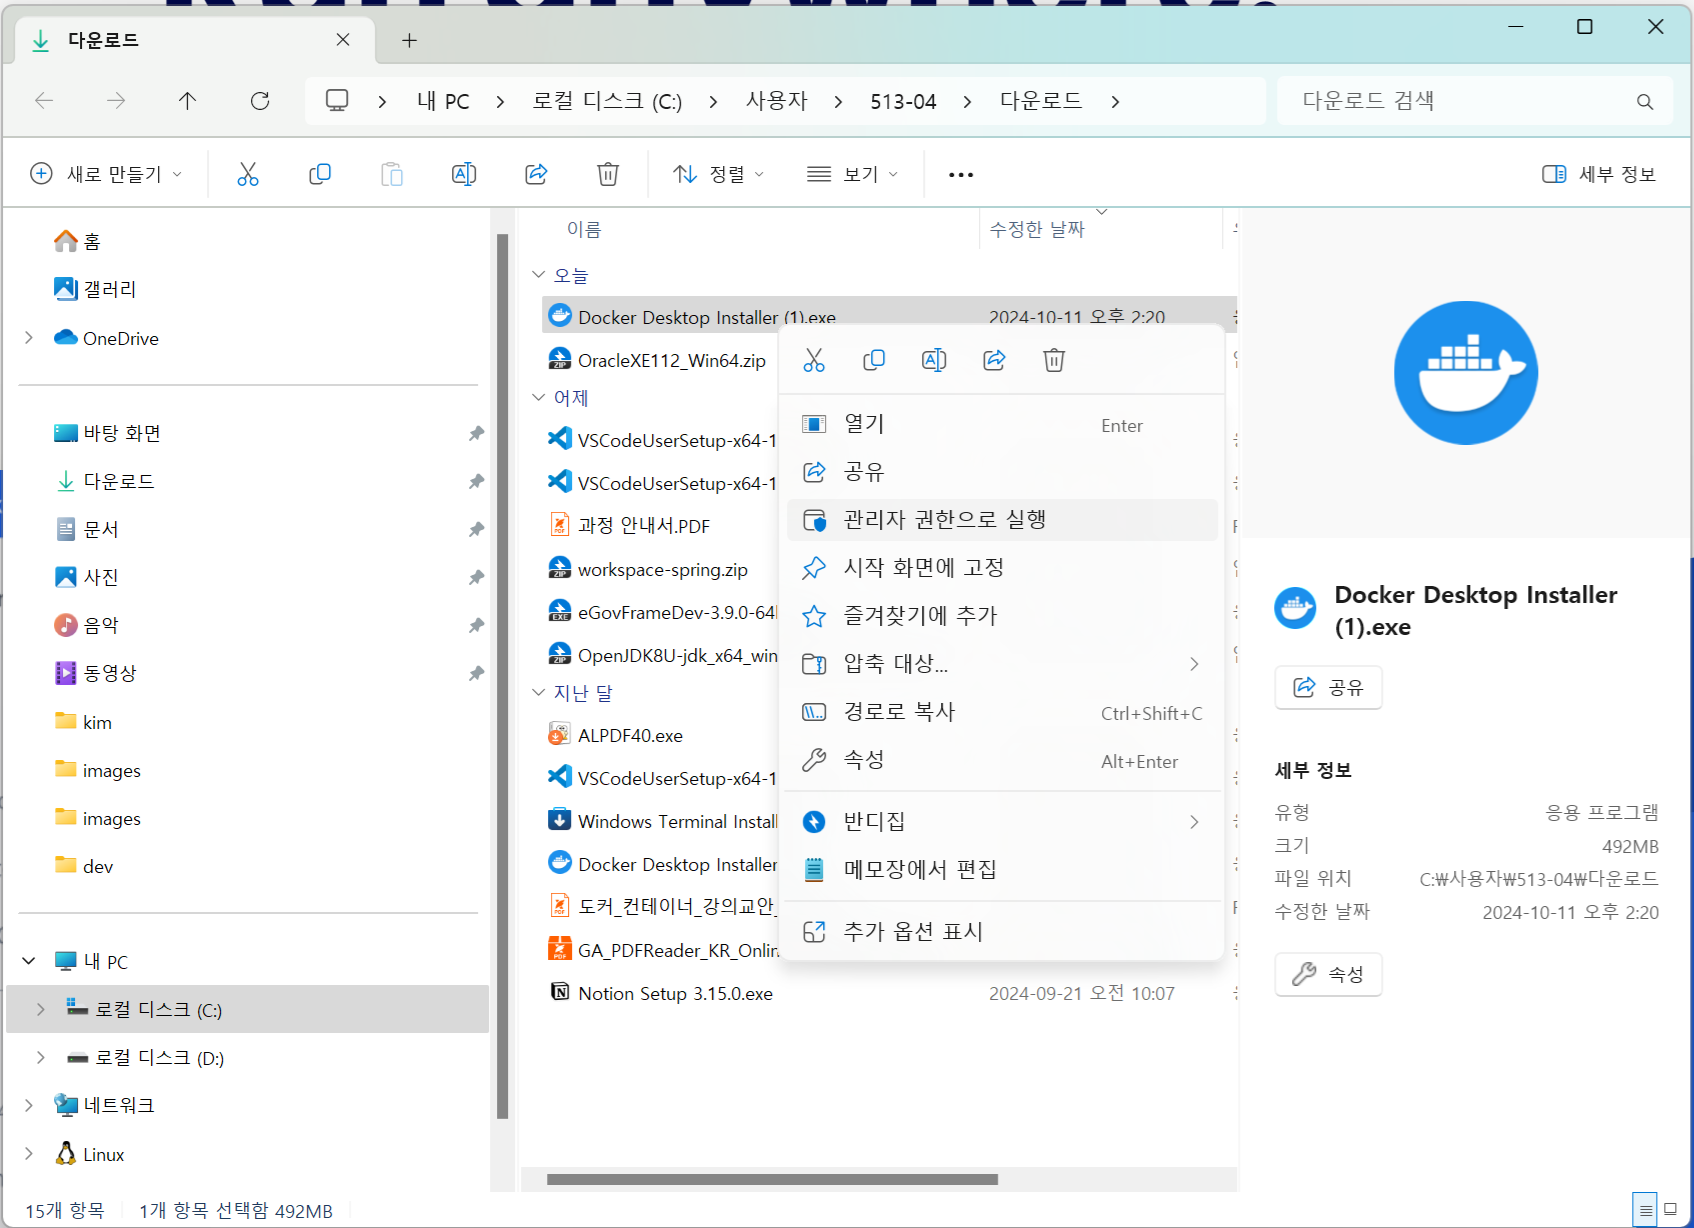 다운로드
내 PC
로컬 디스크 (C:)
사용자
513-04
다운로드
다운로드 검색
새로 만들기
정렬
보기
세부 정보
홈
갤러리
OneDrive
바탕 화면
다운로드
문서
사진
음악
동영상
kim
images
images
dev
내 PC
로컬 디스크 (C:)
로컬 디스크 (D:)
네트워크
Linux
이름
수정한 날짜
오늘
Docker Desktop Installer (1).exe 2024-10-11 오후 2:20
OracleXE112_Win64.zip
어제
VSCodeUserSetup-x64-1
VSCodeUserSetup-x64-1
과정 안내서.PDF
workspace-spring.zip
eGovFrameDev-3.9.0-64
OpenJDK8U-jdk_x64_win
지난 달
ALPDF40.exe
VSCodeUserSetup-x64-1
Windows Terminal Instal
Docker Desktop Installer
도커_컨테이너_강의교안_
GA_PDFReader_KR_Onlin
Notion Setup 3.15.0.exe 2024-09-21 오전 10:07
열기 Enter
공유
관리자 권한으로 실행
시작 화면에 고정
즐겨찾기에 추가
압축 대상...
경로로 복사 Ctrl+Shift+C
속성 Alt+Enter
반디집
메모장에서 편집
추가 옵션 표시
Docker Desktop Installer
(1).exe
공유
세부 정보
유형 응용 프로그램
크기 492MB
파일 위치 C:₩사용자₩513-04₩다운로드
수정한 날짜 2024-10-11 오후 2:20
속성
15개 항목
1개 항목 선택함 492MB